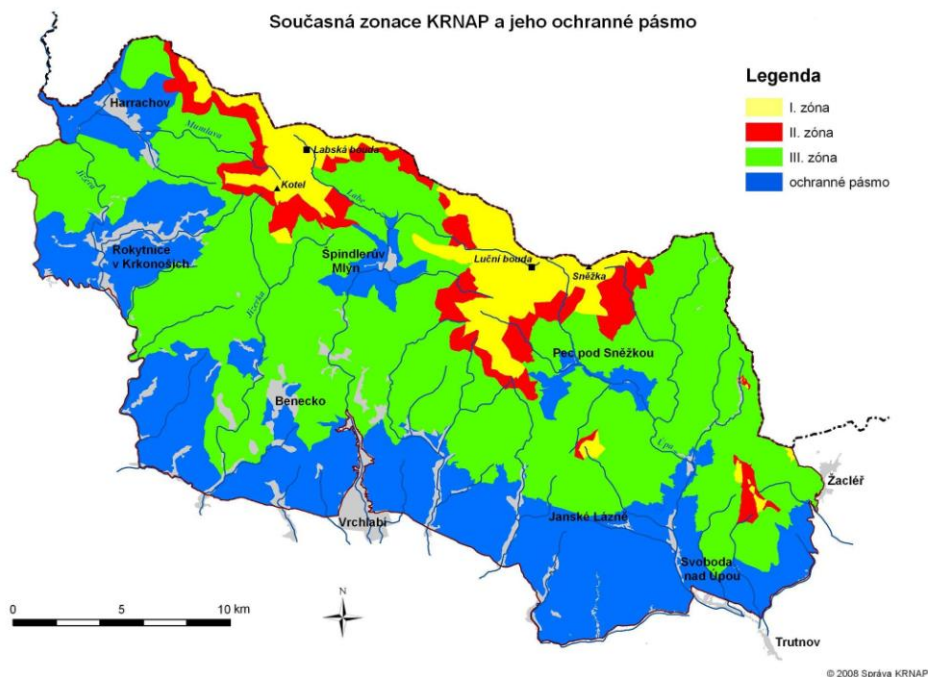 Současná zonace KRNAP a jeho ochranné pásmo
Legenda
I. zóna
II. zóna
III. zóna
ochranné pásmo
Harrachov
Mumlava
Labská bouda
Jizera
Kotel
Labe
Rokytnice
v Krkonoších
Špindlerův
Mlýn
Luční bouda
Sněžka
Jizerka
Pec pod Sněžkou
Benecko
Úpa
Žacléř
Vrchlabí
Janské Lázně
Svoboda
nad Úpou
Trutnov
N
0 5 10 km
© 2008 Správa KRNAP